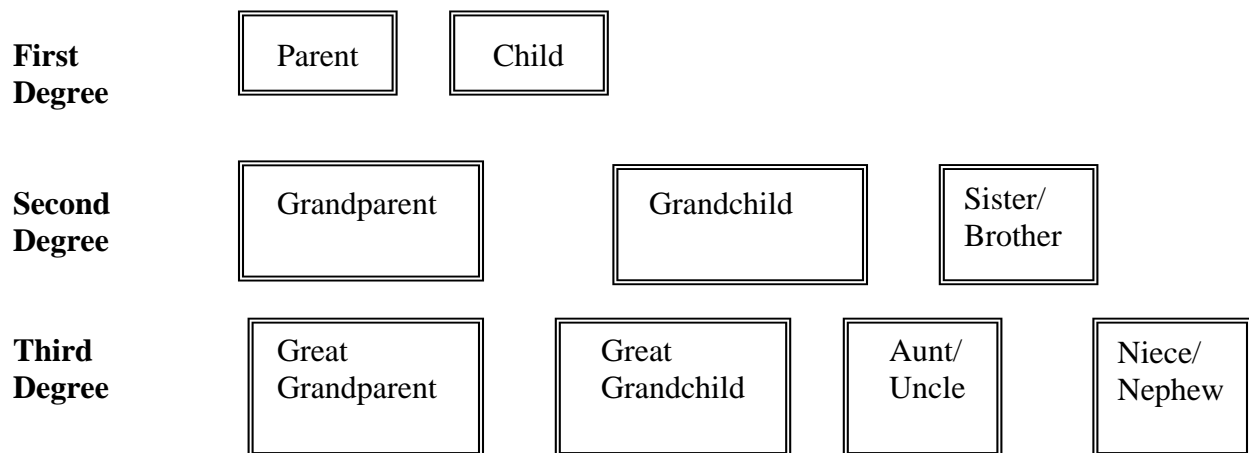 First
Degree
Parent
Child
Second
Degree
Grandparent
Grandchild
Sister/
Brother
Third
Degree
Great
Grandparent
Great
Grandchild
Aunt/
Uncle
Niece/
Nephew